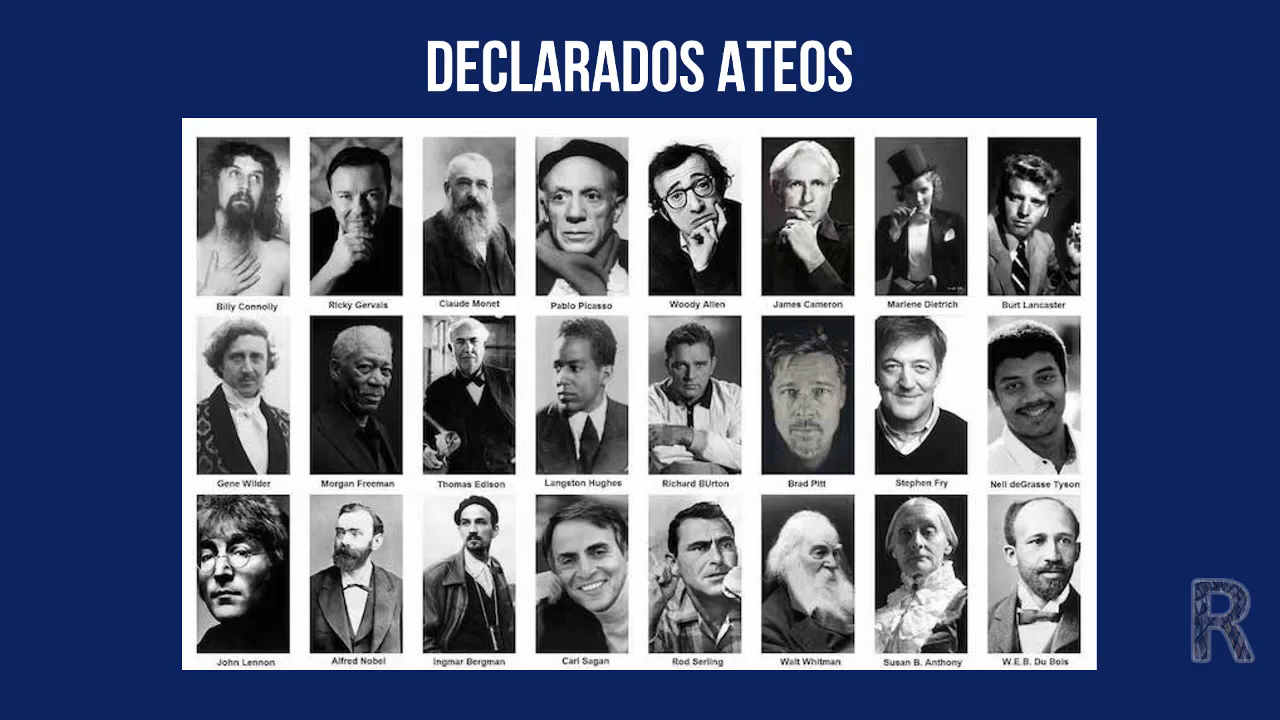 DECLARADOS ATEOS
Billy Connolly Ricky Gervais Claude Monet Pablo Picasso Woody Allen James Cameron Marlene Dietrich Burt Lancaster
Gene Wilder Morgan Freeman Thomas Edison Langston Hughes Richard BUrton Brad Pitt Stephen Fry Neil deGrasse Tyson
John Lennon Alfred Nobel Ingmar Bergman Carl Sagan Rod Serling Walt Whitman Susan B. Anthony W.E.B. Du Bois
R